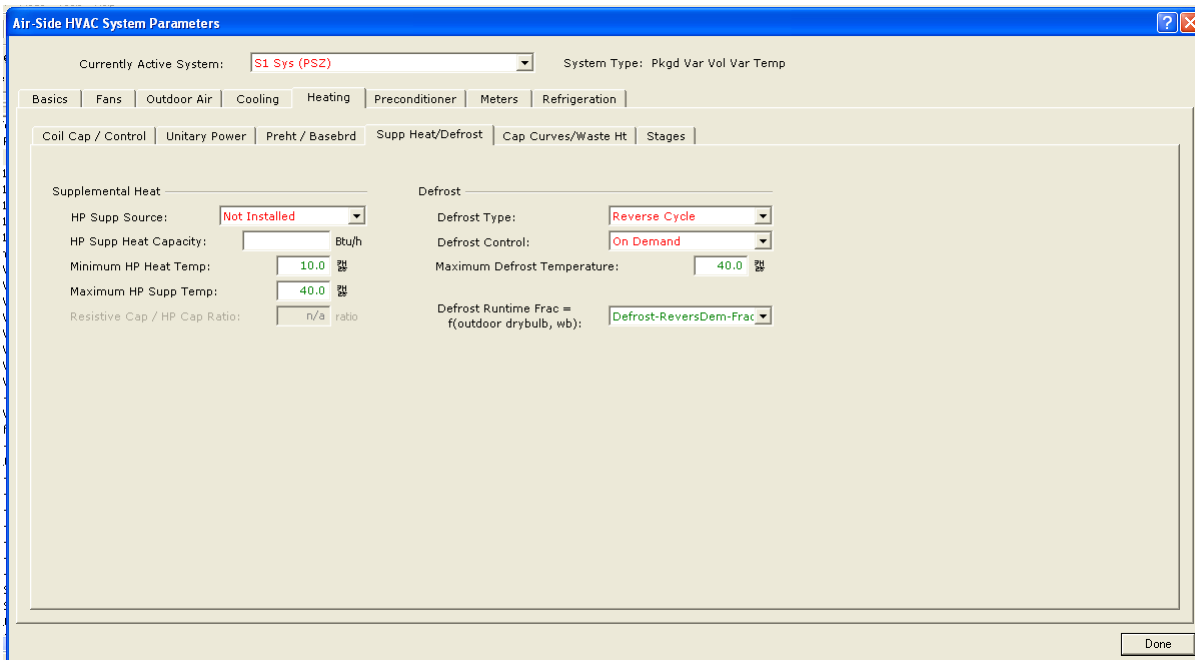 Air-Side HVAC System Parameters
Currently Active System: S1 Sys (PSZ) System Type: Pkgd Var Vol Var Temp
Basics Fans Outdoor Air Cooling Heating Preconditioner Meters Refrigeration
Coil Cap / Control Unitary Power Preht / Basebrd Supp Heat/Defrost Cap Curves/Waste Ht Stages
Supplemental Heat
HP Supp Source: Not Installed
HP Supp Heat Capacity: Btu/h
Minimum HP Heat Temp: 10.0
Maximum HP Supp Temp: 40.0
Resistive Cap / HP Cap Ratio: n/a ratio
Defrost
Defrost Type: Reverse Cycle
Defrost Control: On Demand
Maximum Defrost Temperature: 40.0
Defrost Runtime Frac =
f(outdoor drybulb, wb): Defrost-ReversDem-Frac
Done